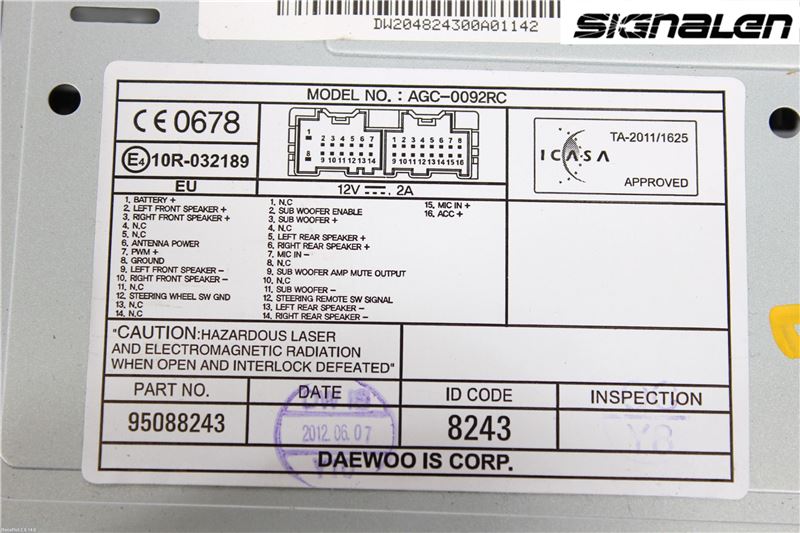 DW204824300A01142
SIGNALEN
MODEL NO. : AGC-0092RC
CE 0678
E4 10R-032189
EU
1 2 3 4 5 6 7
8 9 10 11 12 13 14
1 2 3 4 5 6 7 8
9 10 11 12 13 14 15 16
12V ⎓ 2A
ICASA
TA-2011/1625
APPROVED
1. BATTERY +
2. LEFT FRONT SPEAKER +
3. RIGHT FRONT SPEAKER +
4. N.C
5. N.C
6. ANTENNA POWER
7. PWM +
8. GROUND
9. LEFT FRONT SPEAKER -
10. RIGHT FRONT SPEAKER -
11. N.C
12. STEERING WHEEL SW GND
13. N.C
14. N.C
1. N.C
2. SUB WOOFER ENABLE
3. SUB WOOFER +
4. N.C
5. LEFT REAR SPEAKER +
6. RIGHT REAR SPEAKER +
7. MIC IN -
8. N.C
9. SUB WOOFER AMP MUTE OUTPUT
10. N.C
11. SUB WOOFER -
12. STEERING REMOTE SW SIGNAL
13. LEFT REAR SPEAKER -
14. RIGHT REAR SPEAKER -
15. MIC IN +
16. ACC +
"CAUTION:HAZARDOUS LASER
AND ELECTROMAGNETIC RADIATION
WHEN OPEN AND INTERLOCK DEFEATED"
PART NO. DATE ID CODE INSPECTION
95088243 2012.06.07 8243
DAEWOO IS CORP.